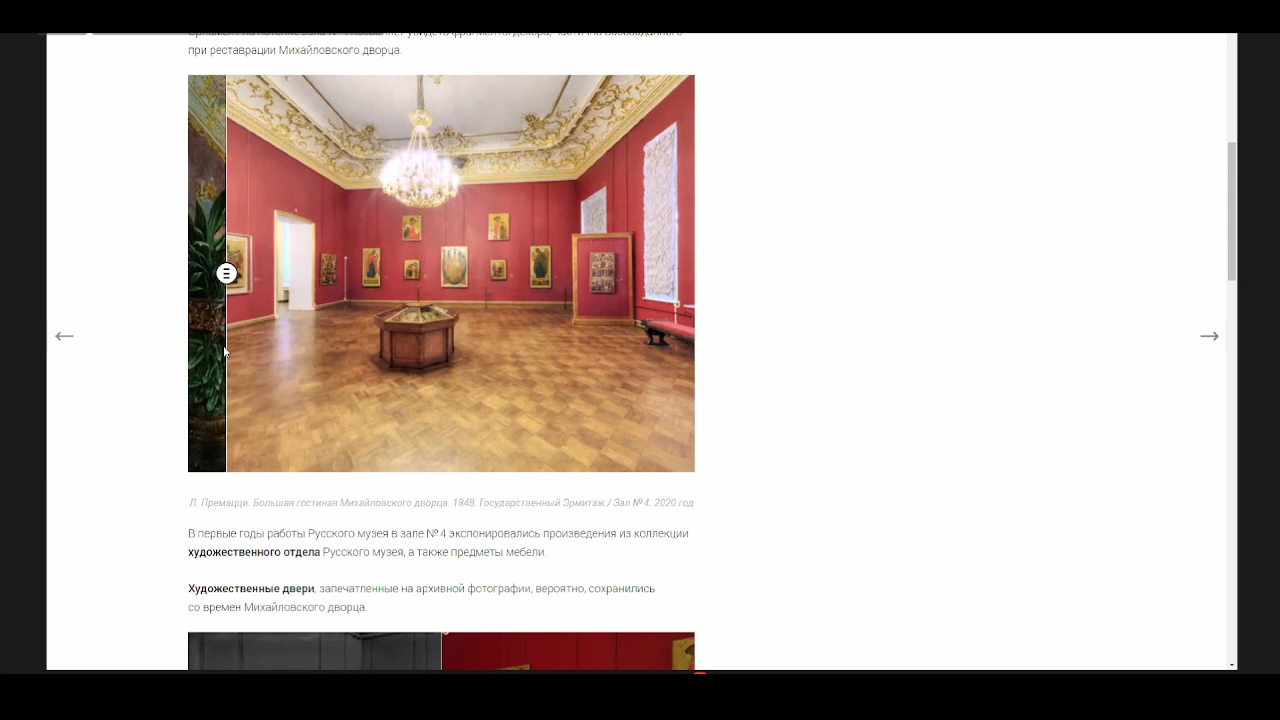 при реставрации Михайловского дворца.
Л. Премацци. Большая гостиная Михайловского дворца. 1848. Государственный Эрмитаж / Зал № 4. 2020 год
В первые годы работы Русского музея в зале № 4 экспонировались произведения из коллекции
художественного отдела Русского музея, а также предметы мебели.
Художественные двери, запечатленные на архивной фотографии, вероятно, сохранились
со времен Михайловского дворца.